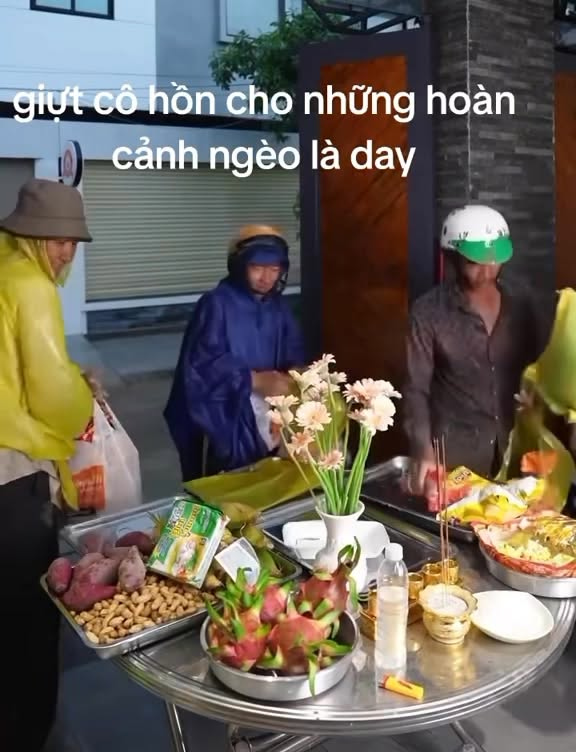 giựt cô hồn cho những hoàn
cảnh ngèo là day